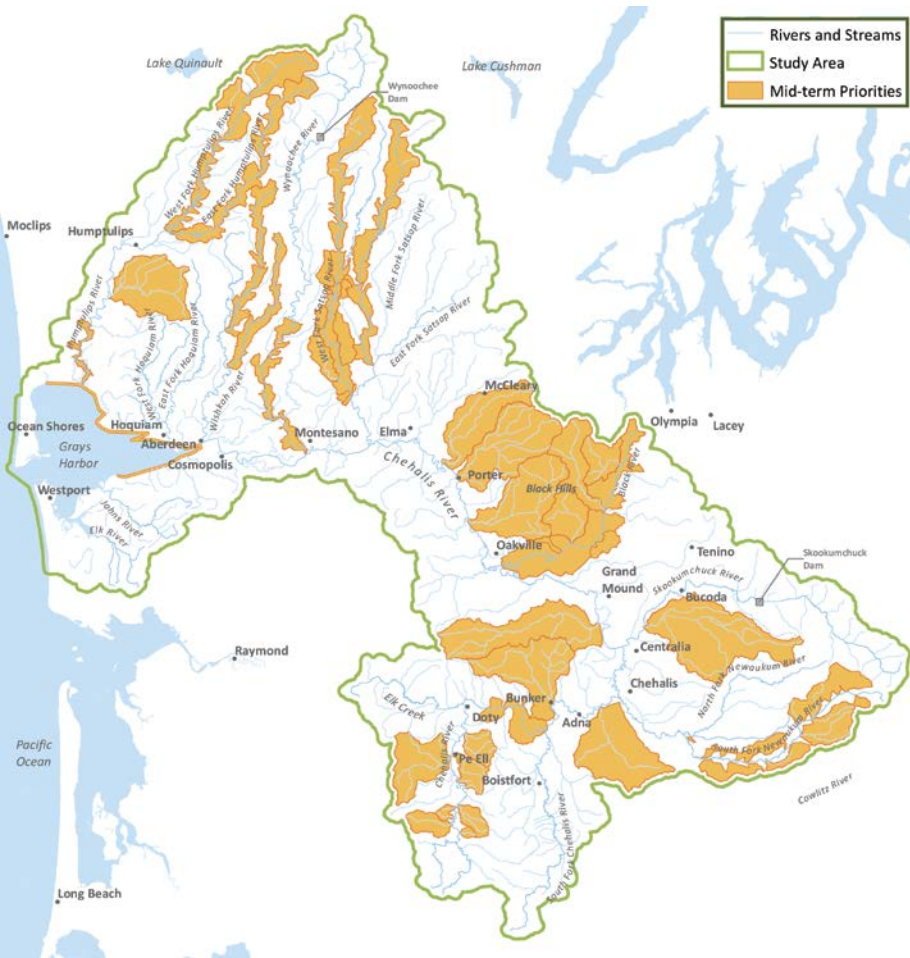 Rivers and Streams
Study Area
Mid-term Priorities
Lake Quinault
Lake Cushman
Wynoochee
Dam
Wynoochee River
West Fork Humptulips River
East Fork Humptulips River
Moclips
Humptulips
Middle Fork Satsop River
West Fork Satsop River
Humptulips River
West Fork Hoquiam River
East Fork Hoquiam River
East Fork Satsop River
Wishkah River
McCleary
Ocean Shores
Hoquiam
Aberdeen
Montesano
Elma
Olympia
Lacey
Grays
Harbor
Cosmopolis
Chehalis River
Porter
Black Hills
Black River
Westport
Johns River
Elk River
Oakville
Tenino
Skookumchuck
Dam
Grand
Mound
Skookumchuck River
Bucoda
Raymond
Centralia
North Fork Newaukum River
Chehalis
Elk Creek
Bunker
Doty
Adna
South Fork Newaukum River
Pacific
Ocean
Chehalis River
Pe Ell
Boistfort
Cowlitz River
South Fork Chehalis River
Long Beach